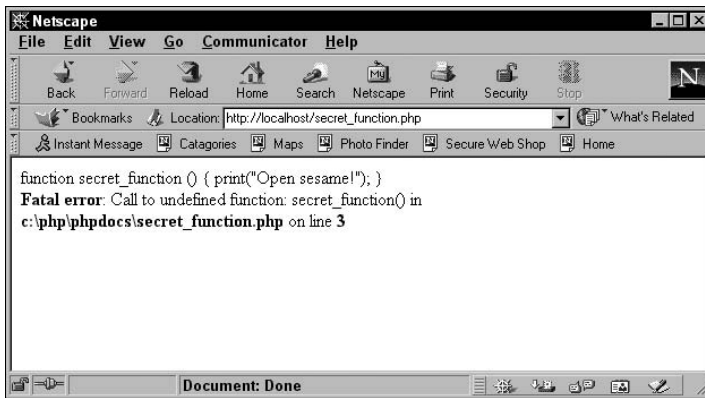 Netscape
File Edit View Go Communicator Help
My N
Back Forward Reload Home Search Netscape Print Security Stop
Bookmarks Location: http://localhost/secret_function.php What's Related
Instant Message Catagories Maps Photo Finder Secure Web Shop Home
function secret_function () { print("Open sesame!"); }
Fatal error: Call to undefined function: secret_function() in
c:\php\phpdocs\secret_function.php on line 3
Document: Done